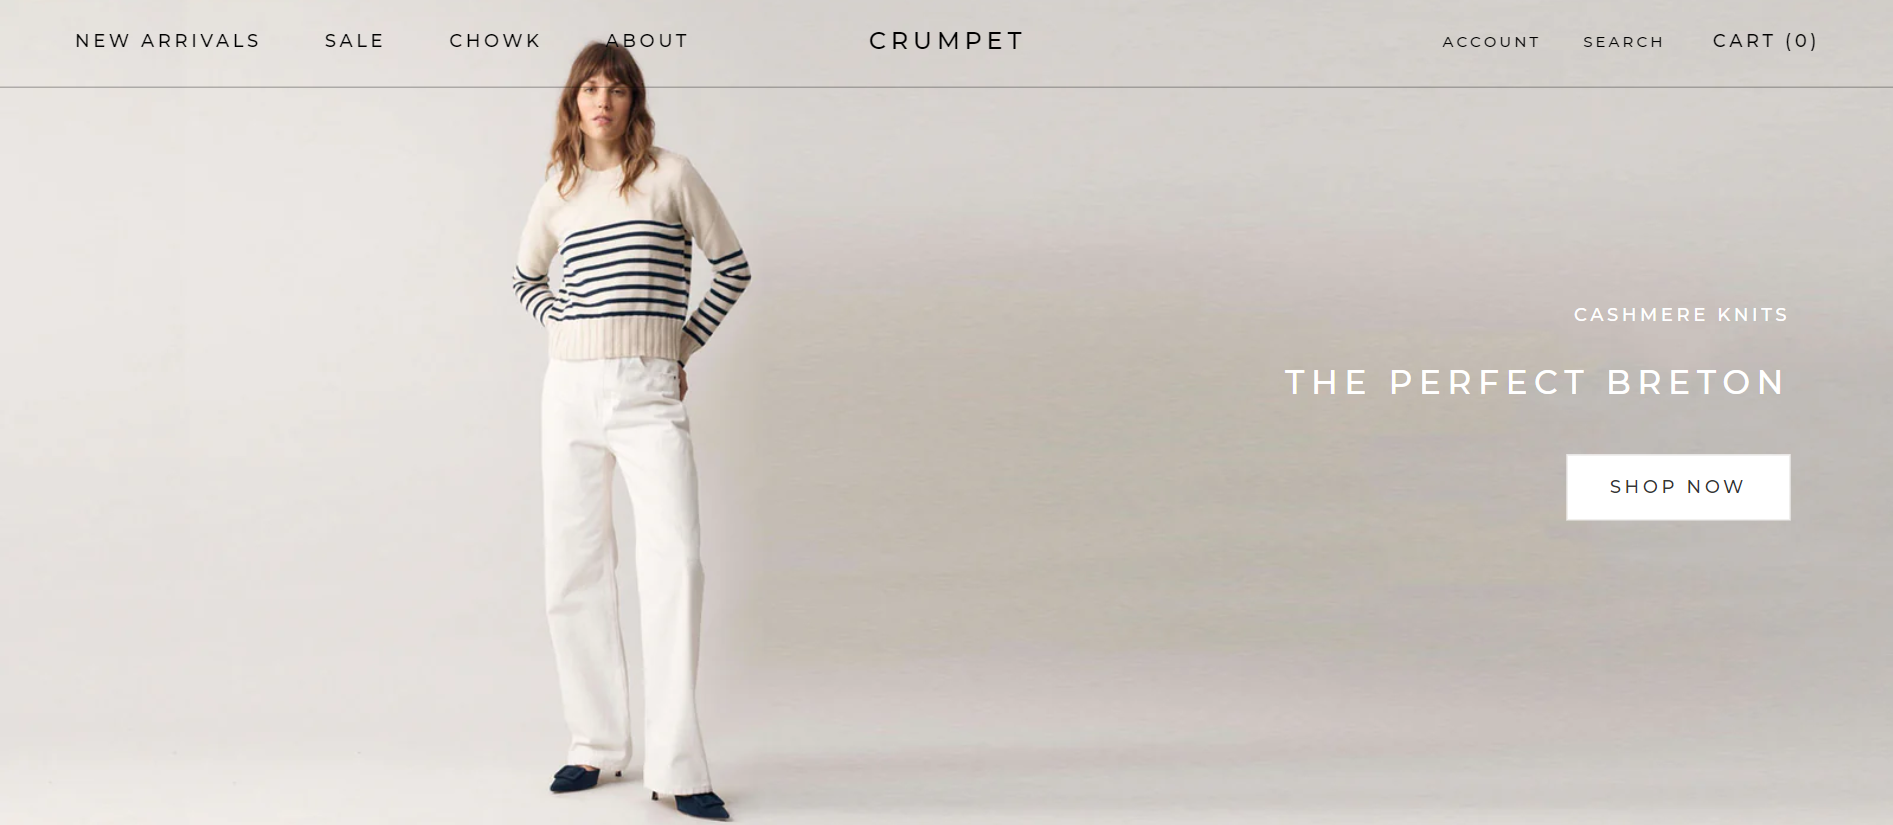 NEW ARRIVALS SALE CHOWK ABOUT CRUMPET ACCOUNT SEARCH CART (0)
CASHMERE KNITS
THE PERFECT BRETON
SHOP NOW